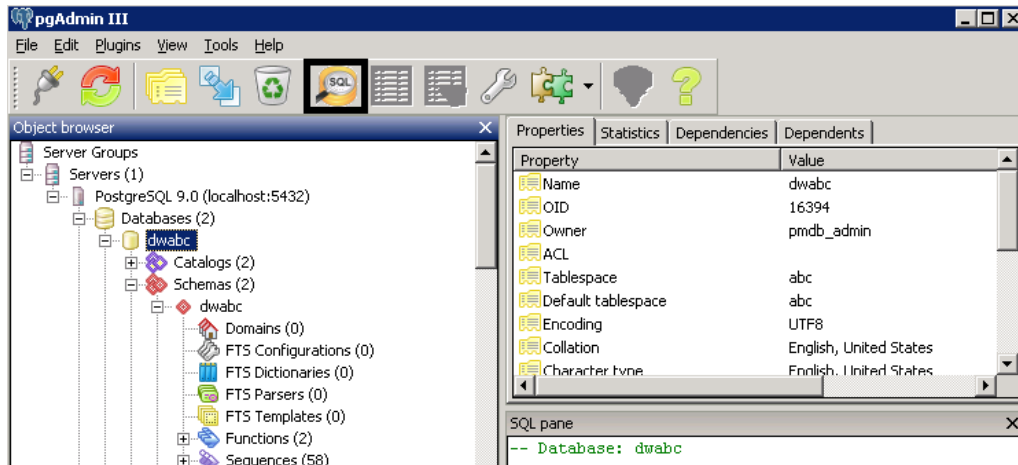 pgAdmin III
File Edit Plugins View Tools Help
SQL
Object browser
Server Groups
Servers (1)
PostgreSQL 9.0 (localhost:5432)
Databases (2)
dwabc
Catalogs (2)
Schemas (2)
dwabc
Domains (0)
FTS Configurations (0)
FTS Dictionaries (0)
FTS Parsers (0)
FTS Templates (0)
Functions (2)
Sequences (58)
Properties Statistics Dependencies Dependents
Property Value
Name dwabc
OID 16394
Owner pmdb_admin
ACL
Tablespace abc
Default tablespace abc
Encoding UTF8
Collation English, United States
Character type English, United States
SQL pane
-- Database: dwabc